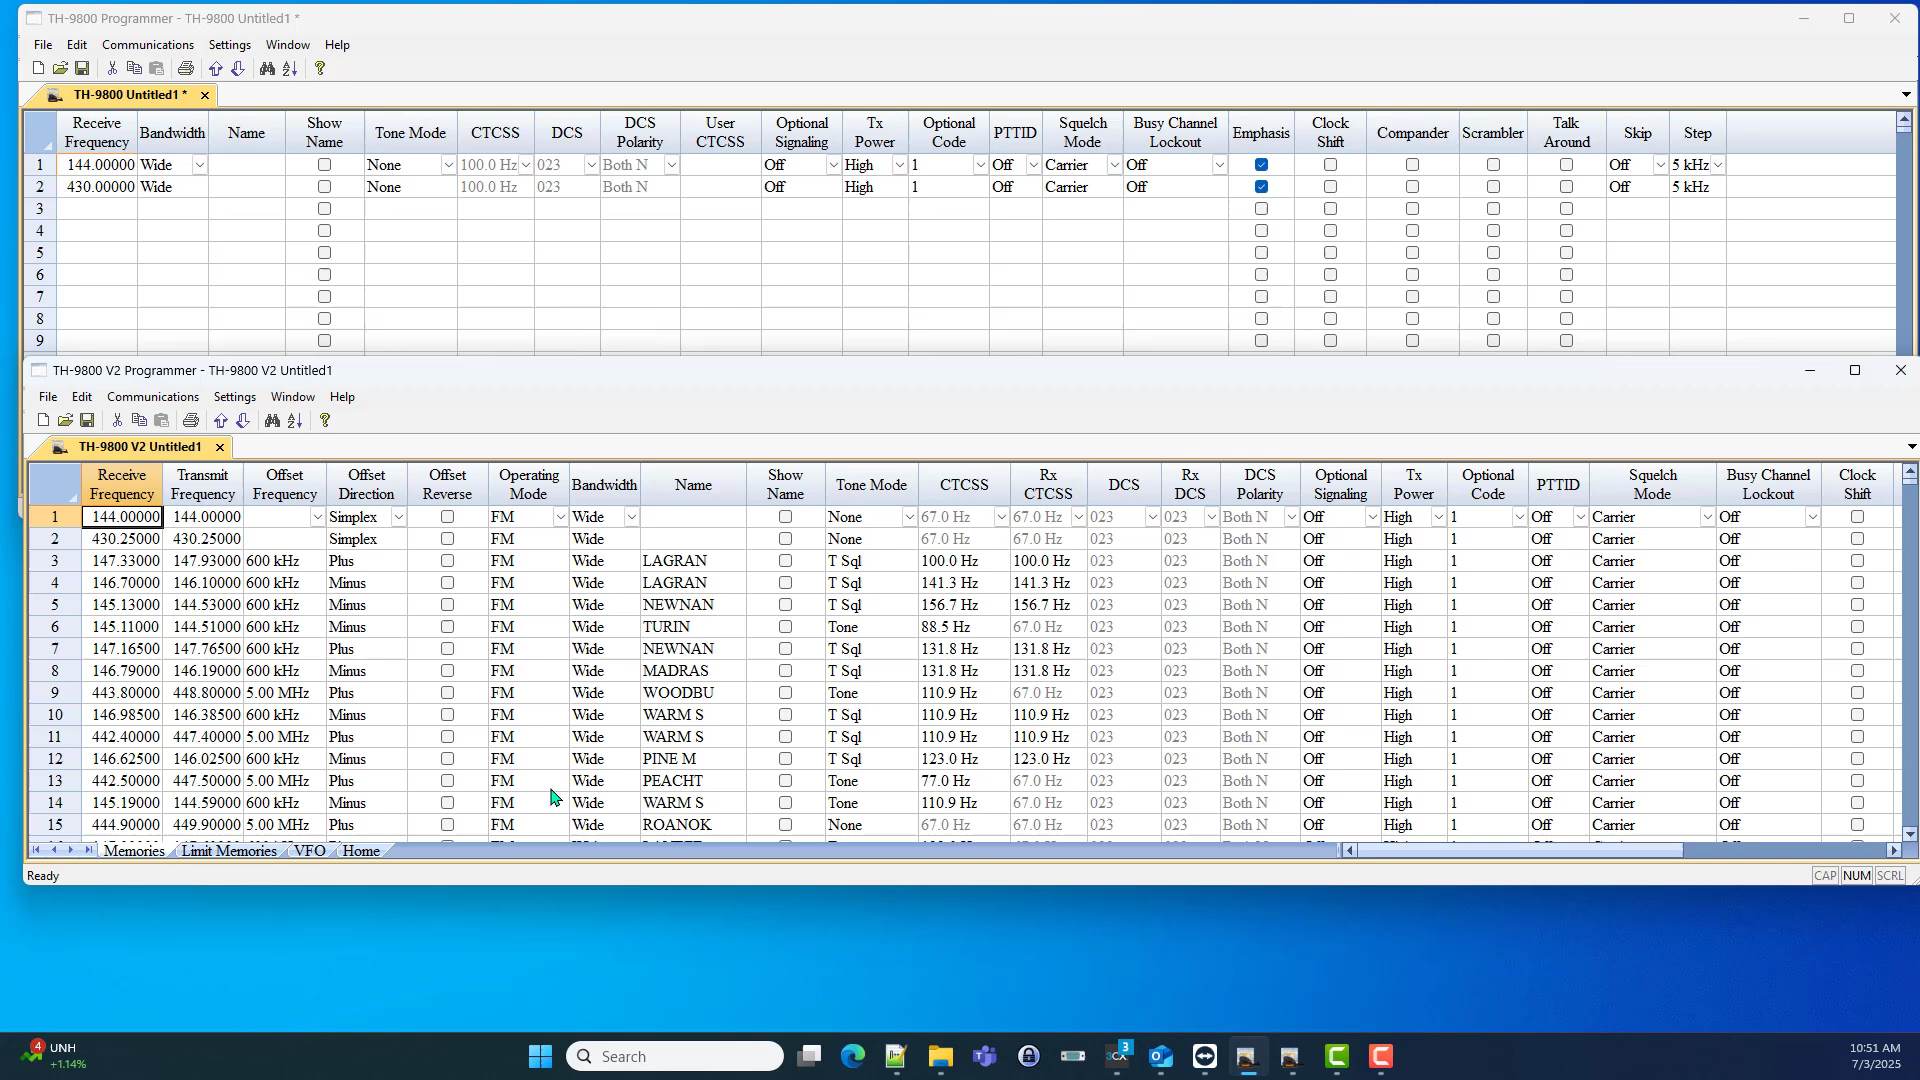 TH-9800 Programmer - TH-9800 Untitled1 *
File Edit Communications Settings Window Help
TH-9800 Untitled1 *
Receive Frequency Bandwidth Name Show Name Tone Mode CTCSS DCS DCS Polarity User CTCSS Optional Signaling Tx Power Optional Code PTTID Squelch Mode Busy Channel Lockout Emphasis Clock Shift Compander Scrambler Talk Around Skip Step
1 144.00000 Wide None 100.0 Hz 023 Both N Off High 1 Off Carrier Off Off 5 kHz
2 430.00000 Wide None 100.0 Hz 023 Both N Off High 1 Off Carrier Off Off 5 kHz
3
4
5
6
7
8
9
TH-9800 V2 Programmer - TH-9800 V2 Untitled1
File Edit Communications Settings Window Help
TH-9800 V2 Untitled1
Receive Frequency Transmit Frequency Offset Frequency Offset Direction Offset Reverse Operating Mode Bandwidth Name Show Name Tone Mode CTCSS Rx CTCSS DCS Rx DCS DCS Polarity Optional Signaling Tx Power Optional Code PTTID Squelch Mode Busy Channel Lockout Clock Shift
1 144.00000 144.00000 Simplex FM Wide None 67.0 Hz 67.0 Hz 023 023 Both N Off High 1 Off Carrier Off
2 430.25000 430.25000 Simplex FM Wide None 67.0 Hz 67.0 Hz 023 023 Both N Off High 1 Off Carrier Off
3 147.33000 147.93000 600 kHz Plus FM Wide LAGRAN T Sql 100.0 Hz 100.0 Hz 023 023 Both N Off High 1 Off Carrier Off
4 146.70000 146.10000 600 kHz Minus FM Wide LAGRAN T Sql 141.3 Hz 141.3 Hz 023 023 Both N Off High 1 Off Carrier Off
5 145.13000 144.53000 600 kHz Minus FM Wide NEWNAN T Sql 156.7 Hz 156.7 Hz 023 023 Both N Off High 1 Off Carrier Off
6 145.11000 144.51000 600 kHz Minus FM Wide TURIN Tone 88.5 Hz 67.0 Hz 023 023 Both N Off High 1 Off Carrier Off
7 147.16500 147.76500 600 kHz Plus FM Wide NEWNAN T Sql 131.8 Hz 131.8 Hz 023 023 Both N Off High 1 Off Carrier Off
8 146.79000 146.19000 600 kHz Minus FM Wide MADRAS T Sql 131.8 Hz 131.8 Hz 023 023 Both N Off High 1 Off Carrier Off
9 443.80000 448.80000 5.00 MHz Plus FM Wide WOODBU Tone 110.9 Hz 67.0 Hz 023 023 Both N Off High 1 Off Carrier Off
10 146.98500 146.38500 600 kHz Minus FM Wide WARM S T Sql 110.9 Hz 110.9 Hz 023 023 Both N Off High 1 Off Carrier Off
11 442.40000 447.40000 5.00 MHz Plus FM Wide WARM S T Sql 110.9 Hz 110.9 Hz 023 023 Both N Off High 1 Off Carrier Off
12 146.62500 146.02500 600 kHz Minus FM Wide PINE M T Sql 123.0 Hz 123.0 Hz 023 023 Both N Off High 1 Off Carrier Off
13 442.50000 447.50000 5.00 MHz Plus FM Wide PEACHT Tone 77.0 Hz 67.0 Hz 023 023 Both N Off High 1 Off Carrier Off
14 145.19000 144.59000 600 kHz Minus FM Wide WARM S Tone 110.9 Hz 67.0 Hz 023 023 Both N Off High 1 Off Carrier Off
15 444.90000 449.90000 5.00 MHz Plus FM Wide ROANOK None 67.0 Hz 67.0 Hz 023 023 Both N Off High 1 Off Carrier Off
Memories Limit Memories VFO Home
Ready CAP NUM SCRL
4 UNH
+1.14%
Search
3CX 3
10:51 AM
7/3/2025